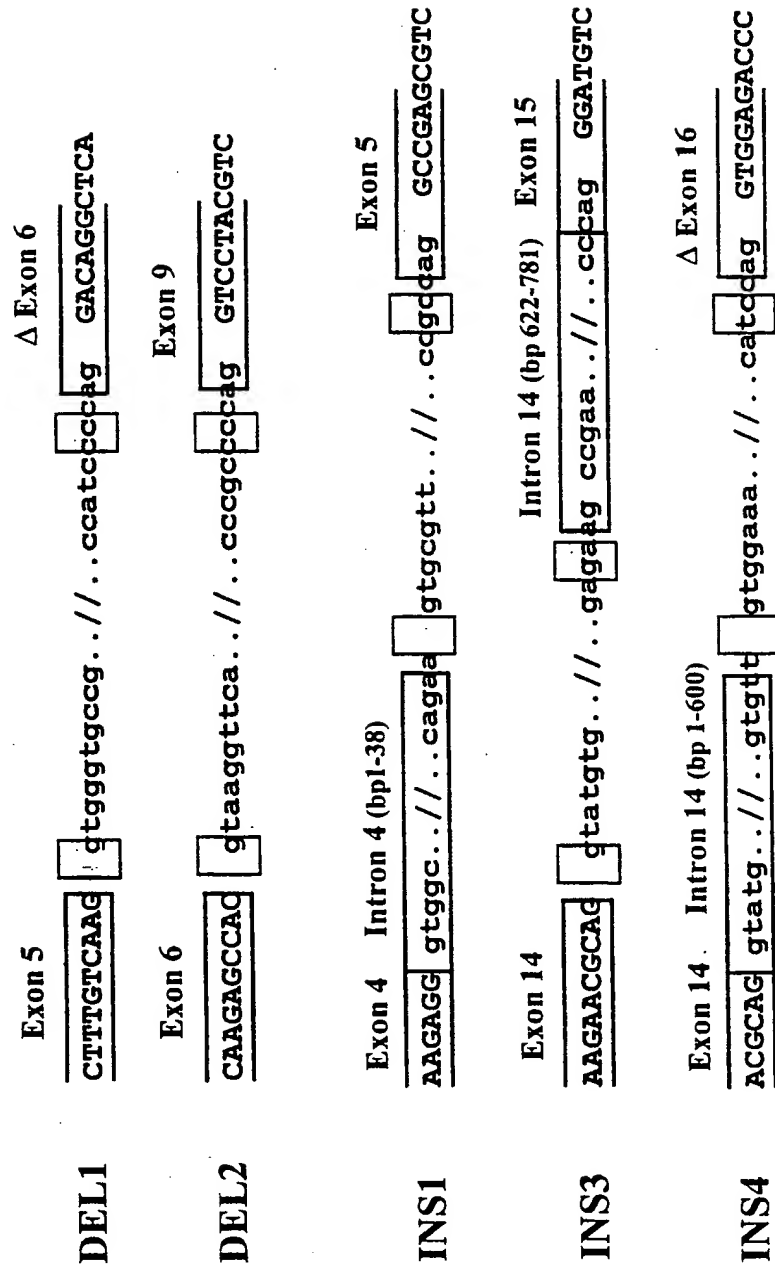 Exon 5 Δ Exon 6
DEL1 CTTTGTCAAG gtgggtgccg..//..ccatccccag GACAGGCTCA
Exon 6 Exon 9
DEL2 CAAGAGCCAC gtaaggttca..//..cccgccccag GTCCTACGTC
Exon 4 Intron 4 (bp1-38) Exon 5
INS1 AAGAGG gtggc..//..cagaa gtgcgtt..//..ccgccag GCCGAGCGTC
Exon 14 Intron 14 (bp 622-781) Exon 15
INS3 AAGAACGCAG gtatgtg..//..gagaag ccgaa..//..cccag GGATGTC
Exon 14 Intron 14 (bp 1-600) Δ Exon 16
INS4 ACGCAG gtatg..//..gtgtt gtggaaa..//..catccag GTGGAGACCC